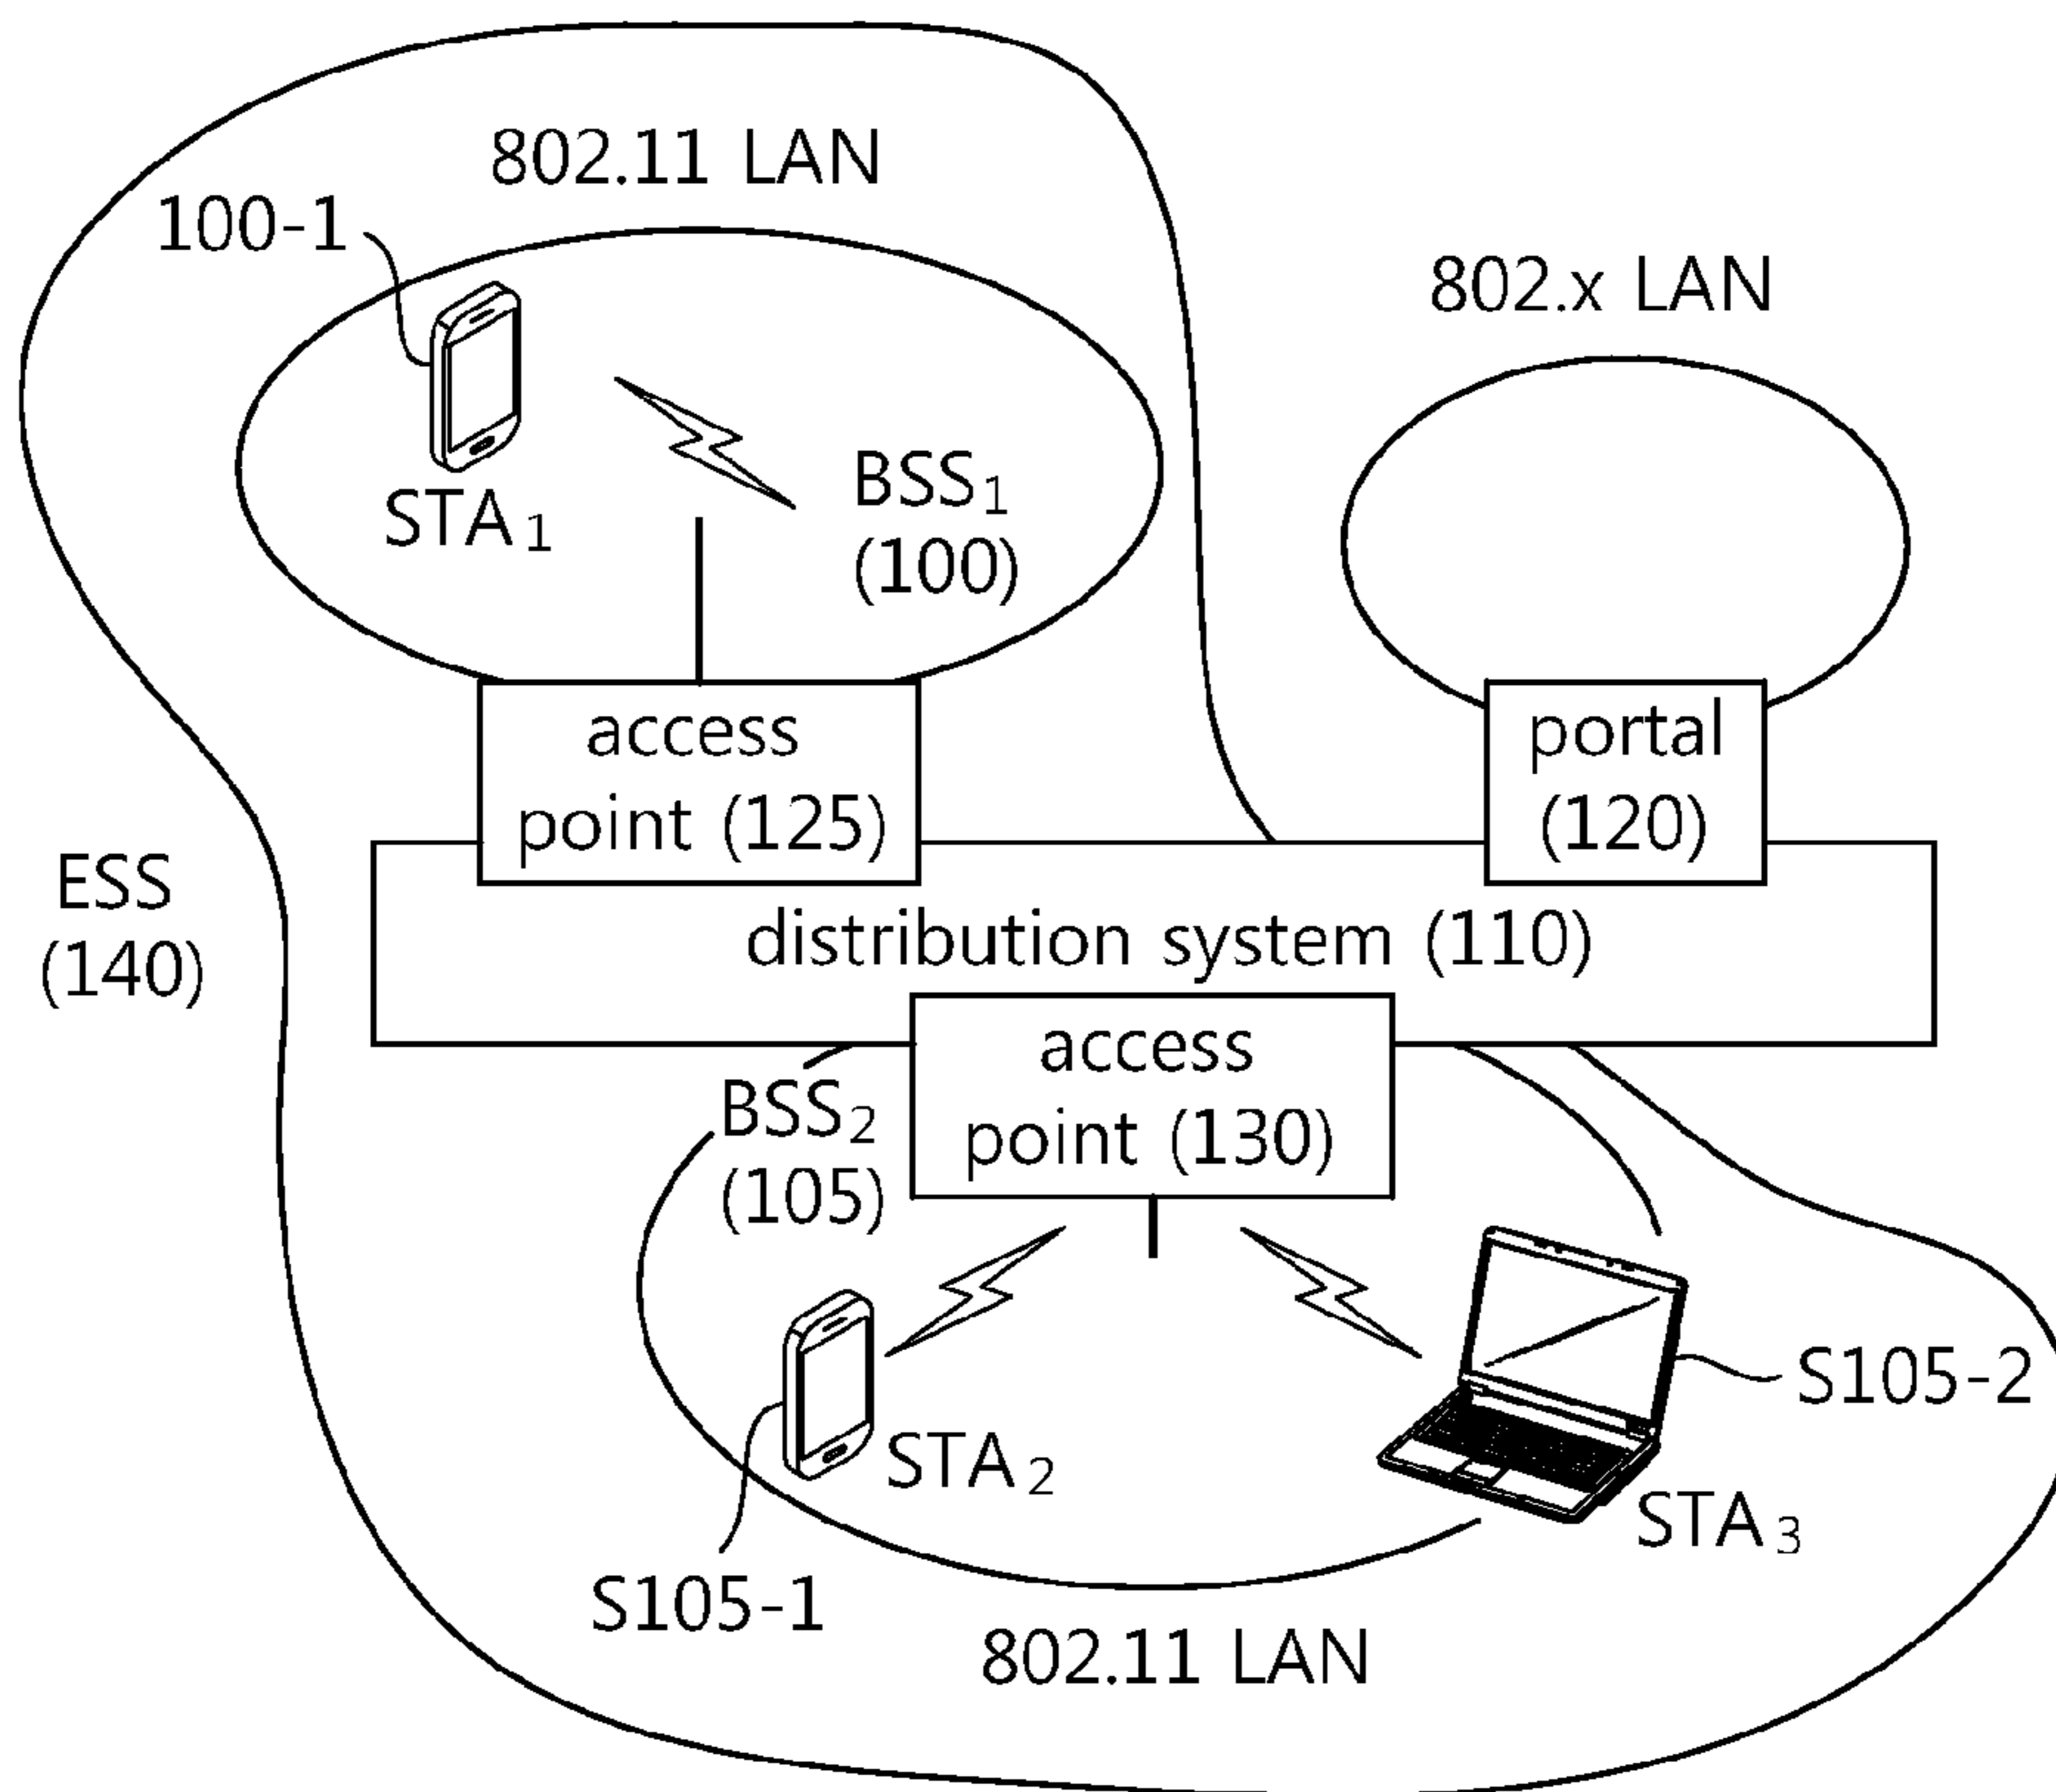 802.11 LAN
100-1
802.x LAN
STA1
BSS1
(100)
access
point (125)
portal
(120)
ESS
(140)
distribution system (110)
access
point (130)
BSS2
(105)
S105-2
STA2
STA3
S105-1
802.11 LAN